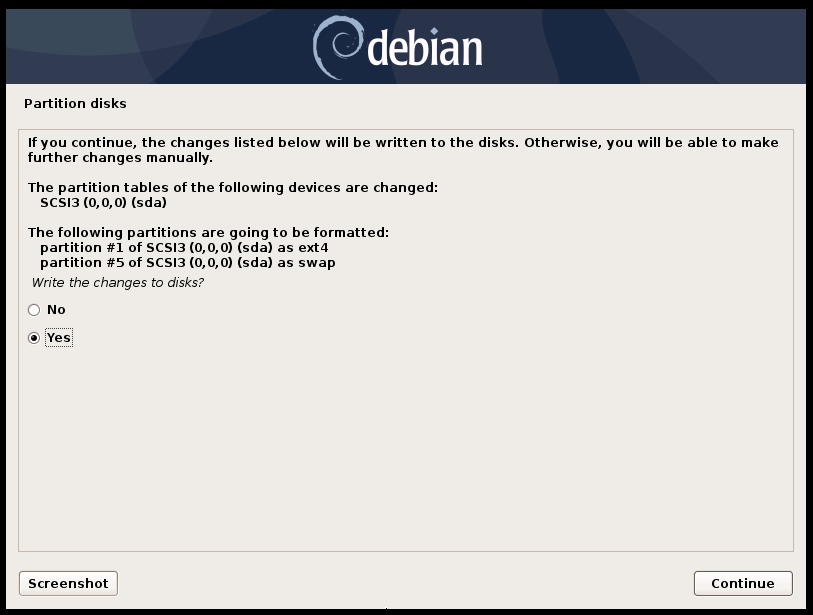 debian
Partition disks
If you continue, the changes listed below will be written to the disks. Otherwise, you will be able to make
further changes manually.
The partition tables of the following devices are changed:
SCSI3 (0,0,0) (sda)
The following partitions are going to be formatted:
partition #1 of SCSI3 (0,0,0) (sda) as ext4
partition #5 of SCSI3 (0,0,0) (sda) as swap
Write the changes to disks?
No
Yes
Screenshot
Continue